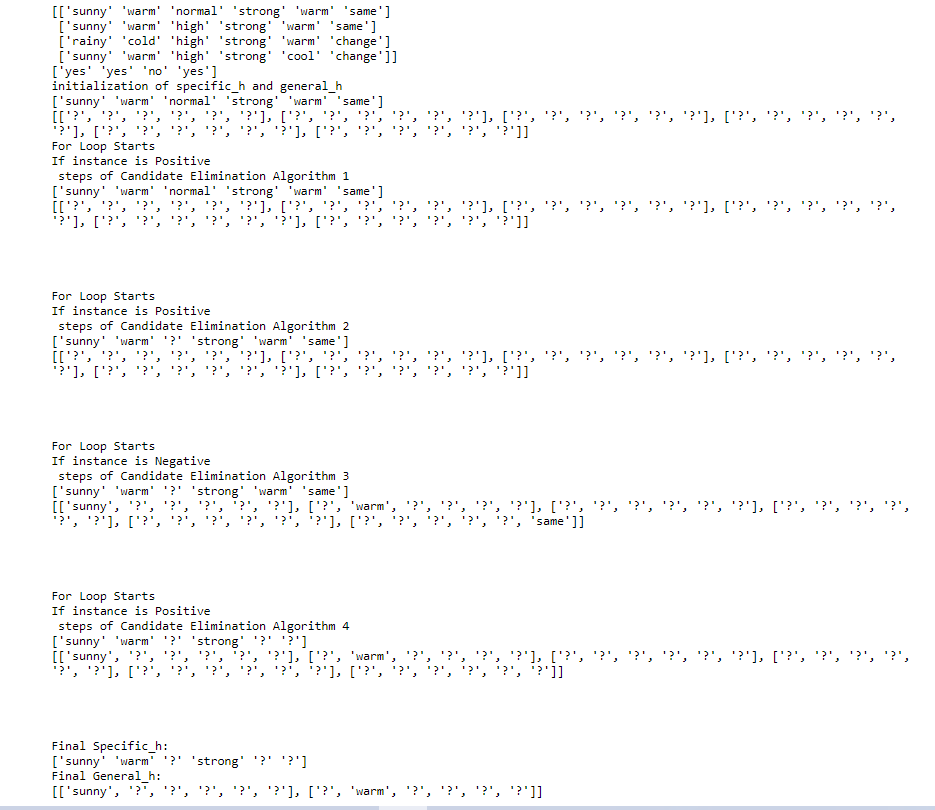 [['sunny' 'warm' 'normal' 'strong' 'warm' 'same']
['sunny' 'warm' 'high' 'strong' 'warm' 'same']
['rainy' 'cold' 'high' 'strong' 'warm' 'change']
['sunny' 'warm' 'high' 'strong' 'cool' 'change']]
['yes' 'yes' 'no' 'yes']
initialization of specific_h and general_h
['sunny' 'warm' 'normal' 'strong' 'warm' 'same']
[['?', '?', '?', '?', '?', '?'], ['?', '?', '?', '?', '?', '?'], ['?', '?', '?', '?', '?', '?'], ['?', '?', '?', '?', '?',
'?'], ['?', '?', '?', '?', '?', '?'], ['?', '?', '?', '?', '?', '?']]
For Loop Starts
If instance is Positive
steps of Candidate Elimination Algorithm 1
['sunny' 'warm' 'normal' 'strong' 'warm' 'same']
[['?', '?', '?', '?', '?', '?'], ['?', '?', '?', '?', '?', '?'], ['?', '?', '?', '?', '?', '?'], ['?', '?', '?', '?', '?',
'?'], ['?', '?', '?', '?', '?', '?'], ['?', '?', '?', '?', '?', '?']]
For Loop Starts
If instance is Positive
steps of Candidate Elimination Algorithm 2
['sunny' 'warm' '?' 'strong' 'warm' 'same']
[['?', '?', '?', '?', '?', '?'], ['?', '?', '?', '?', '?', '?'], ['?', '?', '?', '?', '?', '?'], ['?', '?', '?', '?', '?',
'?'], ['?', '?', '?', '?', '?', '?'], ['?', '?', '?', '?', '?', '?']]
For Loop Starts
If instance is Negative
steps of Candidate Elimination Algorithm 3
['sunny' 'warm' '?' 'strong' 'warm' 'same']
[['sunny', '?', '?', '?', '?', '?'], ['?', 'warm', '?', '?', '?', '?'], ['?', '?', '?', '?', '?', '?'], ['?', '?', '?', '?',
'?', '?'], ['?', '?', '?', '?', '?', '?'], ['?', '?', '?', '?', '?', 'same']]
For Loop Starts
If instance is Positive
steps of Candidate Elimination Algorithm 4
['sunny' 'warm' '?' 'strong' '?' '?']
[['sunny', '?', '?', '?', '?', '?'], ['?', 'warm', '?', '?', '?', '?'], ['?', '?', '?', '?', '?', '?'], ['?', '?', '?', '?',
'?', '?'], ['?', '?', '?', '?', '?', '?'], ['?', '?', '?', '?', '?', '?']]
Final Specific_h:
['sunny' 'warm' '?' 'strong' '?' '?']
Final General_h:
[['sunny', '?', '?', '?', '?', '?'], ['?', 'warm', '?', '?', '?', '?']]